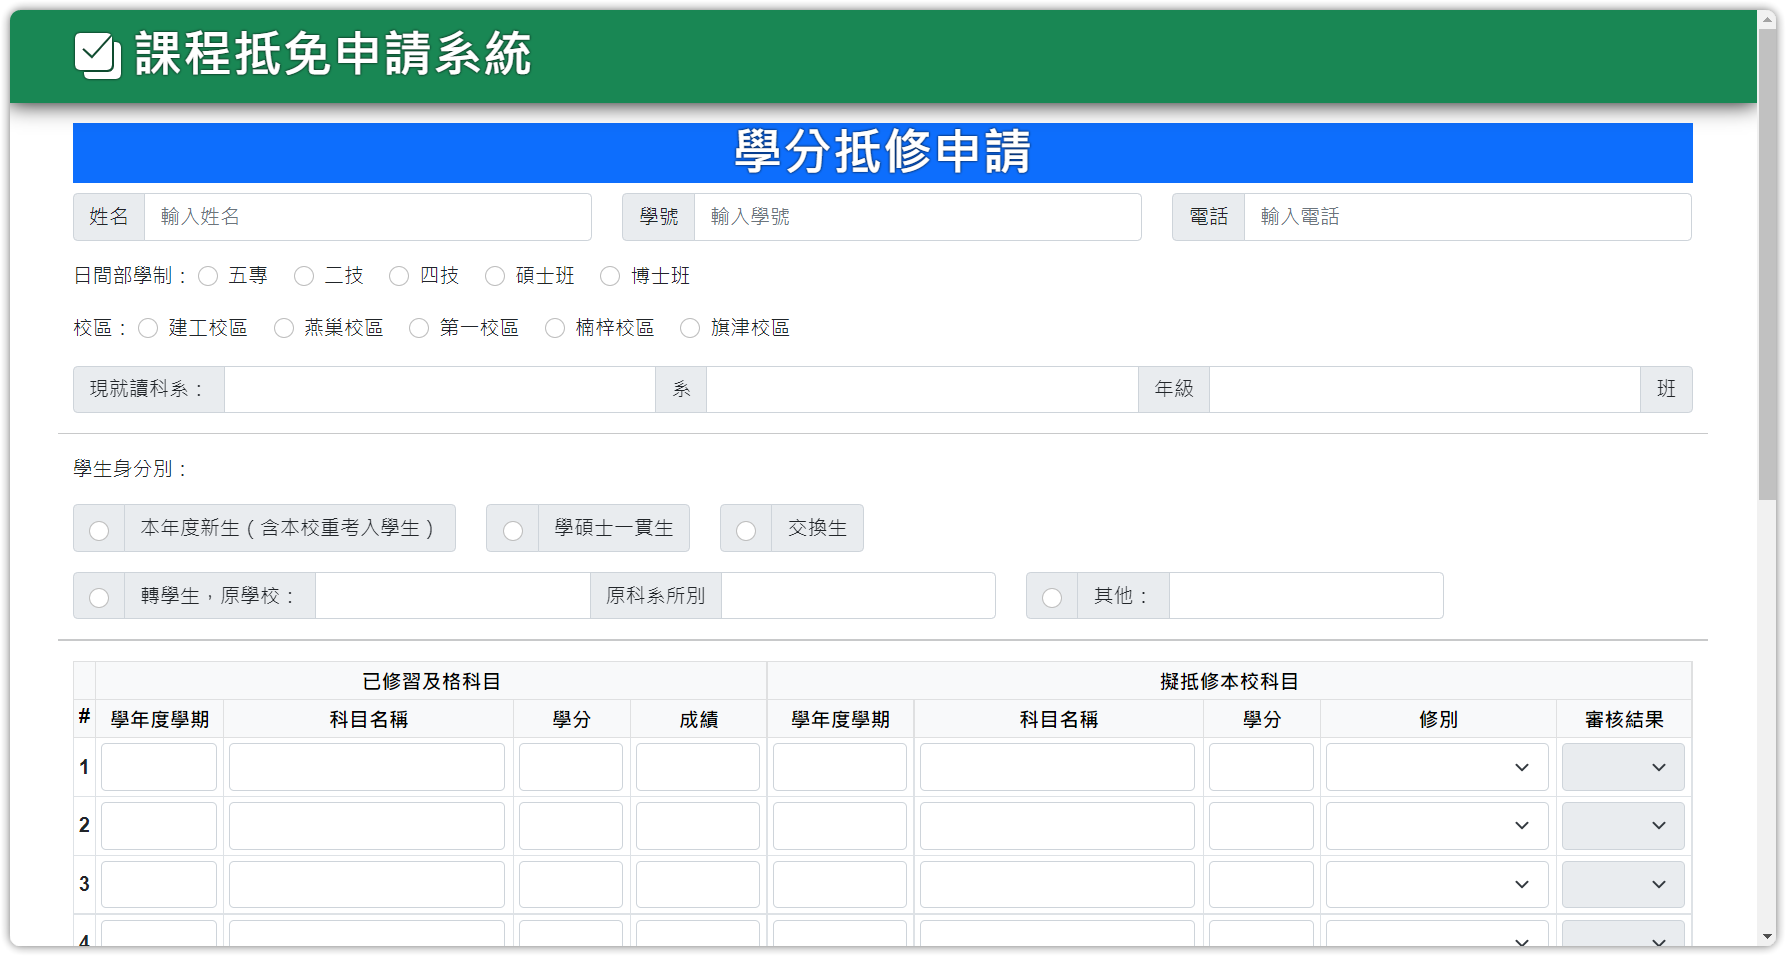 課程抵免申請系統
學分抵修申請
姓名 輸入姓名 學號 輸入學號 電話 輸入電話
日間部學制： 五專 二技 四技 碩士班 博士班
校區： 建工校區 燕巢校區 第一校區 楠梓校區 旗津校區
現就讀科系： 系 年級 班
學生身分別：
本年度新生（含本校重考入學生） 學碩士一貫生 交換生
轉學生，原學校： 原科系所別 其他：
已修習及格科目 擬抵修本校科目
# 學年度學期 科目名稱 學分 成績 學年度學期 科目名稱 學分 修別 審核結果
1
2
3
4